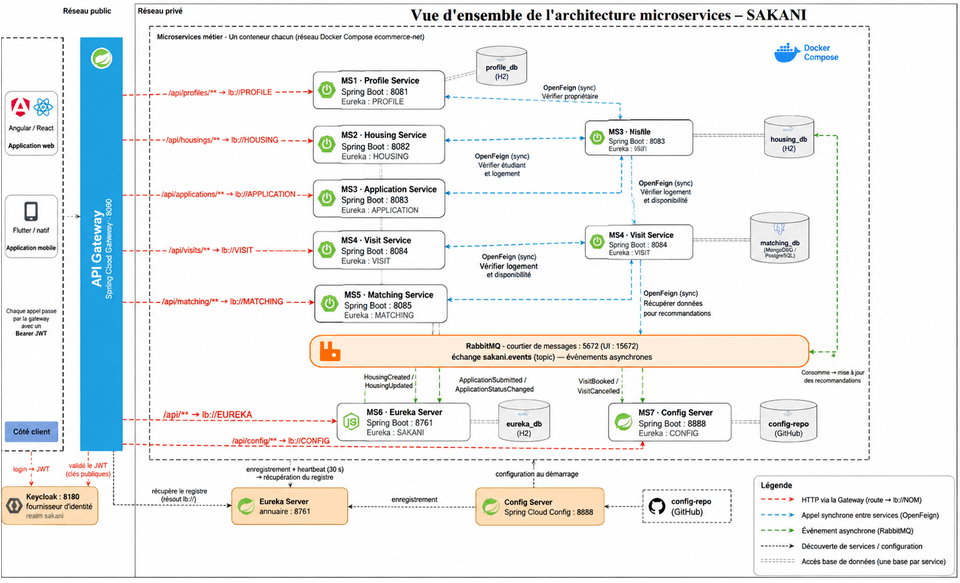 Réseau public
Réseau privé
Vue d'ensemble de l'architecture microservices – SAKANI
Microservices métier - Un conteneur chacun (réseau Docker Compose ecommerce-net)
Docker
Compose
Angular / React
Application web
Flutter / natif
Application mobile
Chaque appel passe
par la gateway
avec un
Bearer JWT
Côté client
API Gateway
Spring Cloud Gateway - 8080
/api/profiles/** → lb://PROFILE
/api/housings/** → lb://HOUSING
/api/applications/** → lb://APPLICATION
/api/visits/** → lb://VISIT
/api/matching/** → lb://MATCHING
/api/** → lb://EUREKA
/api/config/** → lb://CONFIG
MS1 · Profile Service
Spring Boot : 8081
Eureka : PROFILE
MS2 · Housing Service
Spring Boot : 8082
Eureka : HOUSING
MS3 · Application Service
Spring Boot : 8083
Eureka : APPLICATION
MS4 · Visit Service
Spring Boot : 8084
Eureka : VISIT
MS5 · Matching Service
Spring Boot : 8085
Eureka : MATCHING
profile_db
(H2)
OpenFeign (sync)
Vérifier propriétaire
MS3 · Nisfile
Spring Boot : 8083
housing_db
(H2)
OpenFeign (sync)
Vérifier étudiant
et logement
OpenFeign (sync)
Vérifier logement
et disponibilité
MS4 · Visit Service
Spring Boot : 8084
Eureka : VISIT
matching_db
PostgreSQL)
OpenFeign (sync)
Vérifier logement
et disponibilité
OpenFeign (sync)
Récupérer données
pour recommandations
RabbitMQ - courtier de messages : 5672 (UI : 15672)
échange sakani.events (topic) — événements asynchrones
HousingCreated /
HousingUpdated
ApplicationSubmitted /
ApplicationStatusChanged
VisitBooked /
VisitCancelled
Consomme → mise à jour
des recommandations
MS6 · Eureka Server
Spring Boot : 8761
Eureka : SAKANI
eureka_db
(H2)
MS7 · Config Server
Spring Boot : 8888
Eureka : CONFIG
config-repo
(GitHub)
login → JWT
validé le JWT
(clés publiques)
Keycloak : 8180
fournisseur d'identité
realm sakani
récupère le registre
(résout lb://)
enregistrement + heartbeat (30 s)
→ récupération du registre
Eureka Server
annuaire : 8761
enregistrement
configuration au démarrage
Config Server
Spring Cloud Config : 8888
config-repo
(GitHub)
Légende
HTTP via la Gateway (route → lb://NOM)
Appel synchrone entre services (OpenFeign)
Événement asynchrone (RabbitMQ)
Découverte de services / configuration
Accès base de données (une base par service)